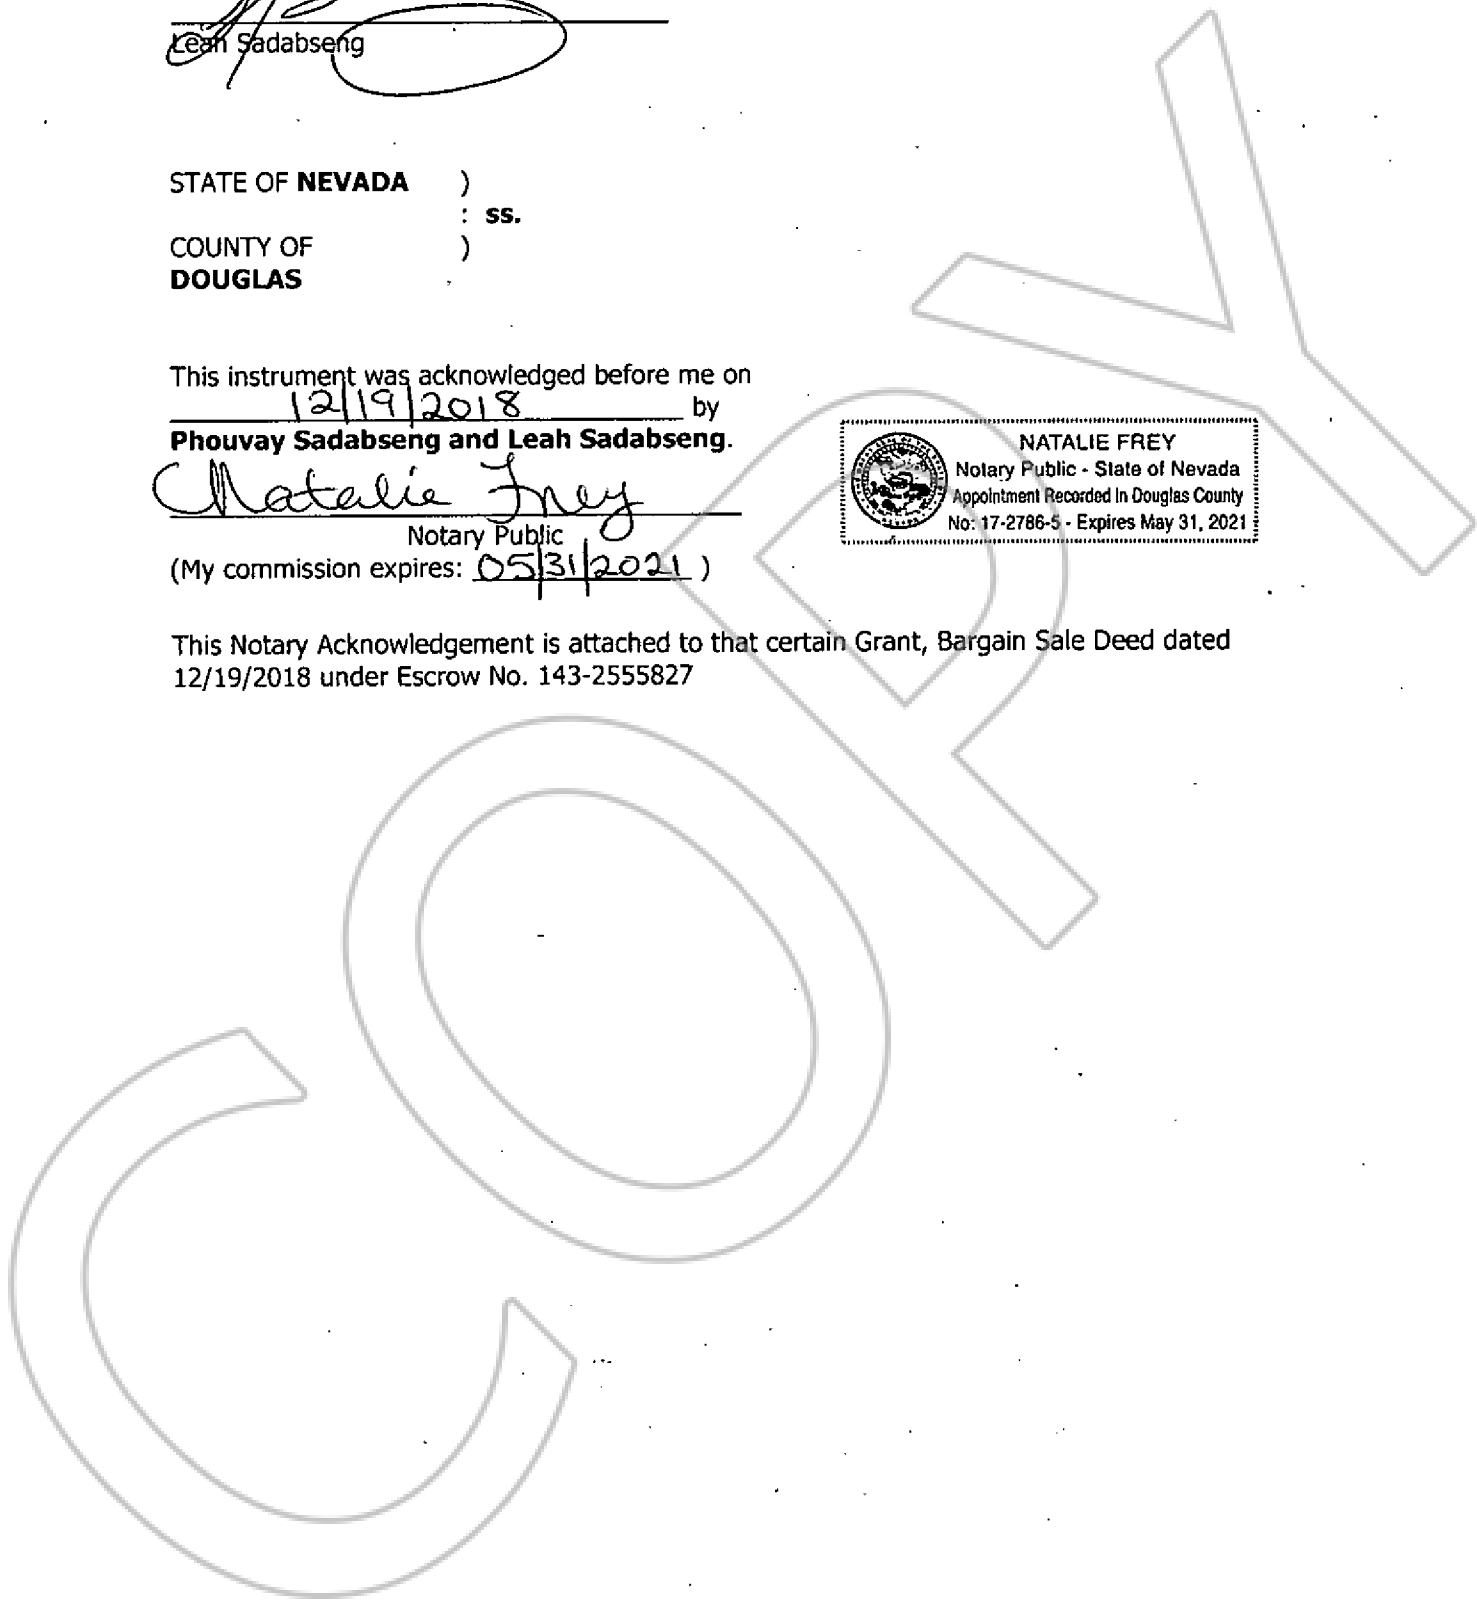 Leah Sadabseng
STATE OF NEVADA )
: ss.
COUNTY OF )
DOUGLAS
This instrument was acknowledged before me on
12/19/2018 by
Phouvay Sadabseng and Leah Sadabseng.
Natalie Frey
Notary Public
(My commission expires: 05/31/2021 )
NATALIE FREY
Notary Public - State of Nevada
Appointment Recorded in Douglas County
No: 17-2786-5 - Expires May 31, 2021
This Notary Acknowledgement is attached to that certain Grant, Bargain Sale Deed dated
12/19/2018 under Escrow No. 143-2555827
COPY